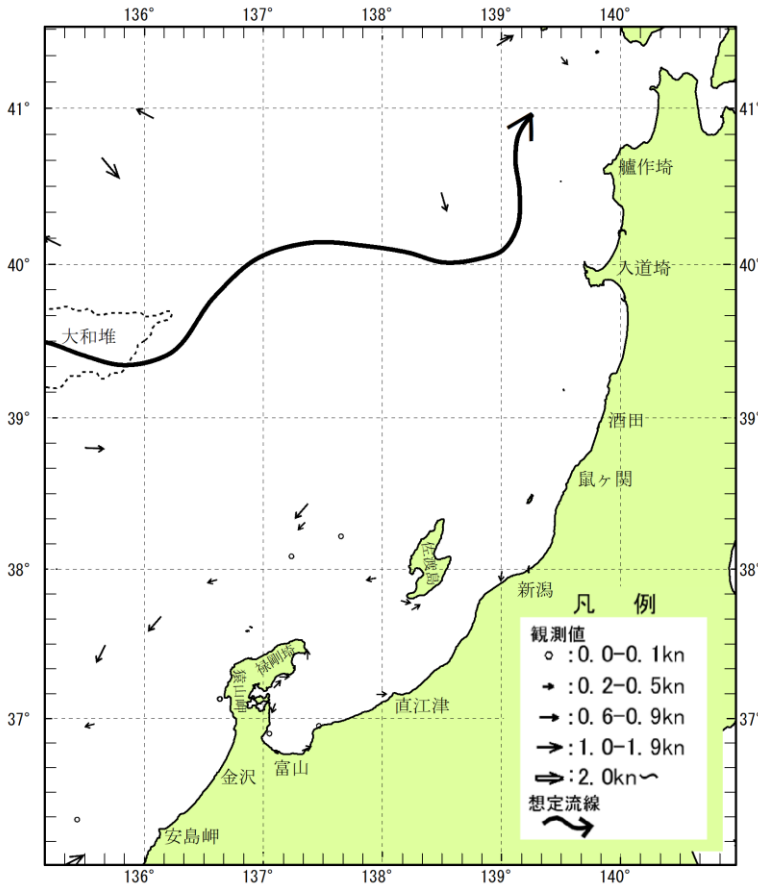 136° 137° 138° 139° 140°
41° 41°
艫作埼
40° 入道埼 40°
大和堆
39° 酒田 39°
鼠ヶ関
佐渡島
38° 新潟 38°
凡 例
観測値
:0.0-0.1kn
:0.2-0.5kn
:0.6-0.9kn
:1.0-1.9kn
:2.0kn~
想定流線
禄剛埼
猿山岬
37° 直江津 37°
富山
金沢
安島岬
136° 137° 138° 139° 140°